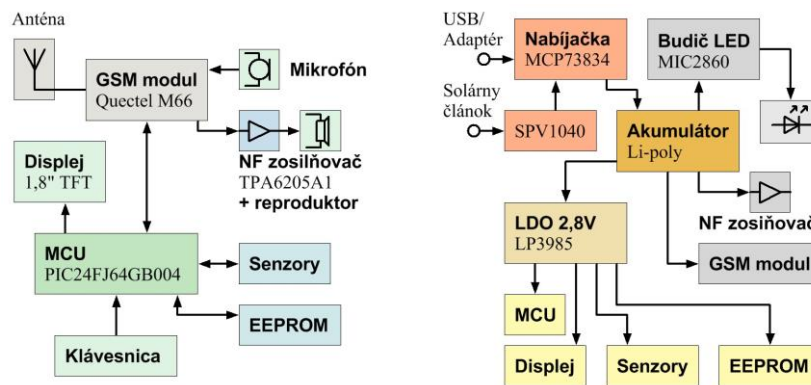 Anténa
GSM modul
Quectel M66
Mikrofón
NF zosilňovač
TPA6205A1
+ reproduktor
Displej
1,8" TFT
MCU
PIC24FJ64GB004
Senzory
EEPROM
Klávesnica
USB/
Adaptér
Nabíjačka
MCP73834
Budič LED
MIC2860
Solárny
článok
SPV1040
Akumulátor
Li-poly
NF zosiňovač
LDO 2,8V
LP3985
GSM modul
MCU
Displej
Senzory
EEPROM